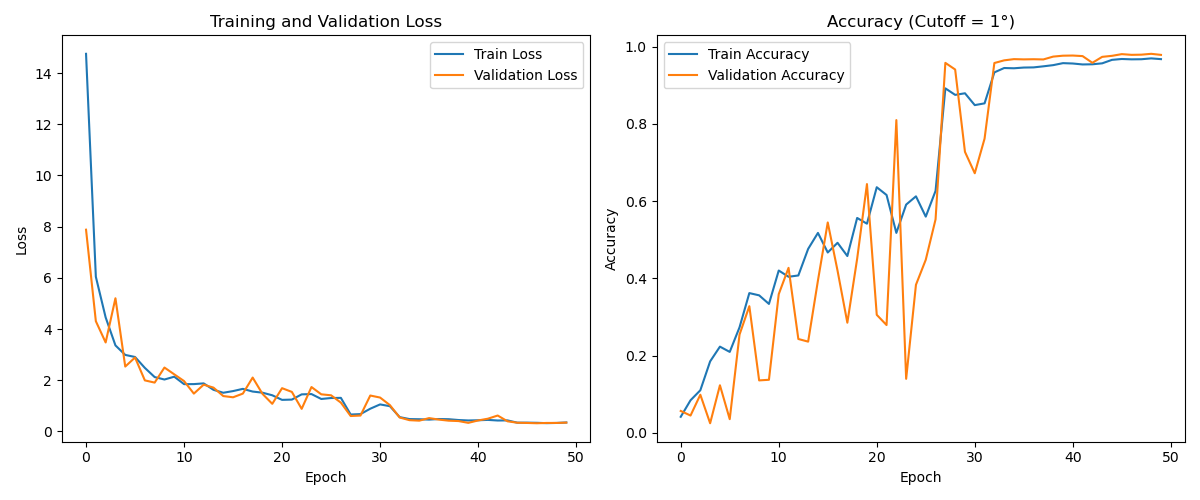 Training and Validation Loss
Train Loss
Validation Loss
14
12
10
8
6
4
2
0
Loss
0 10 20 30 40 50
Epoch
Accuracy (Cutoff = 1°)
Train Accuracy
Validation Accuracy
1.0
0.8
0.6
0.4
0.2
0.0
Accuracy
0 10 20 30 40 50
Epoch